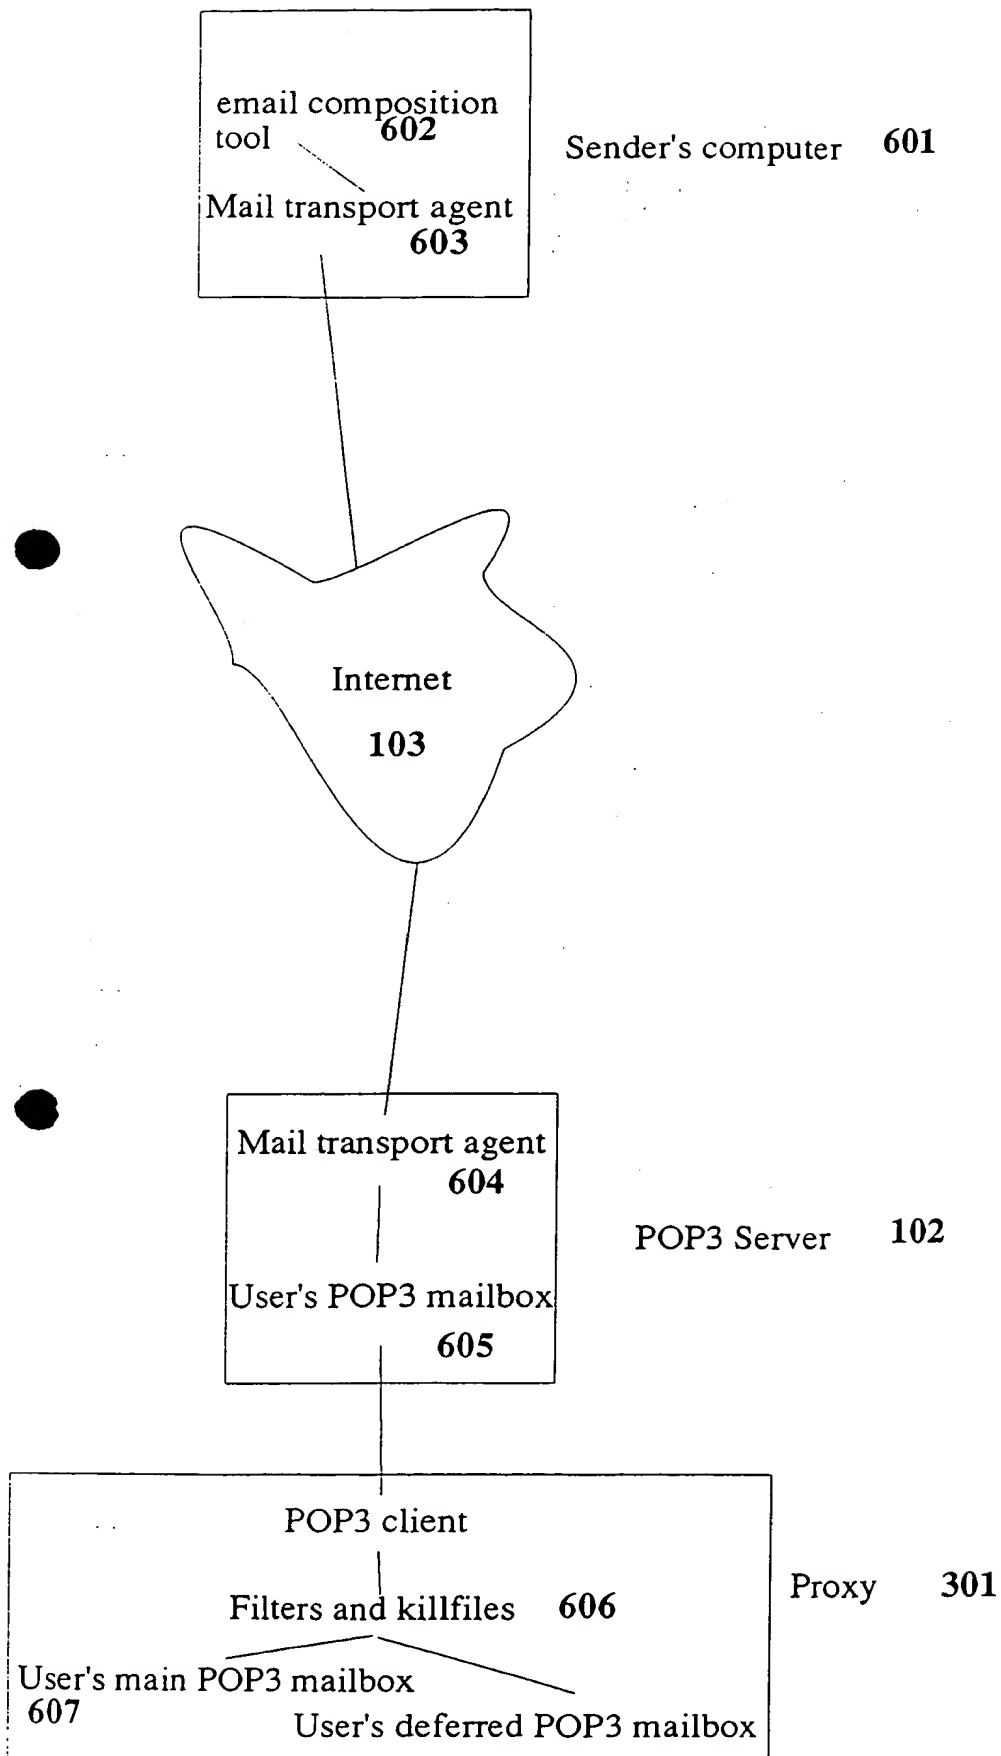 email composition
tool 602
Mail transport agent
603
Sender's computer 601
Internet
103
Mail transport agent
604
User's POP3 mailbox
605
POP3 Server 102
POP3 client
Filters and killfiles 606
Proxy 301
User's main POP3 mailbox
607
User's deferred POP3 mailbox